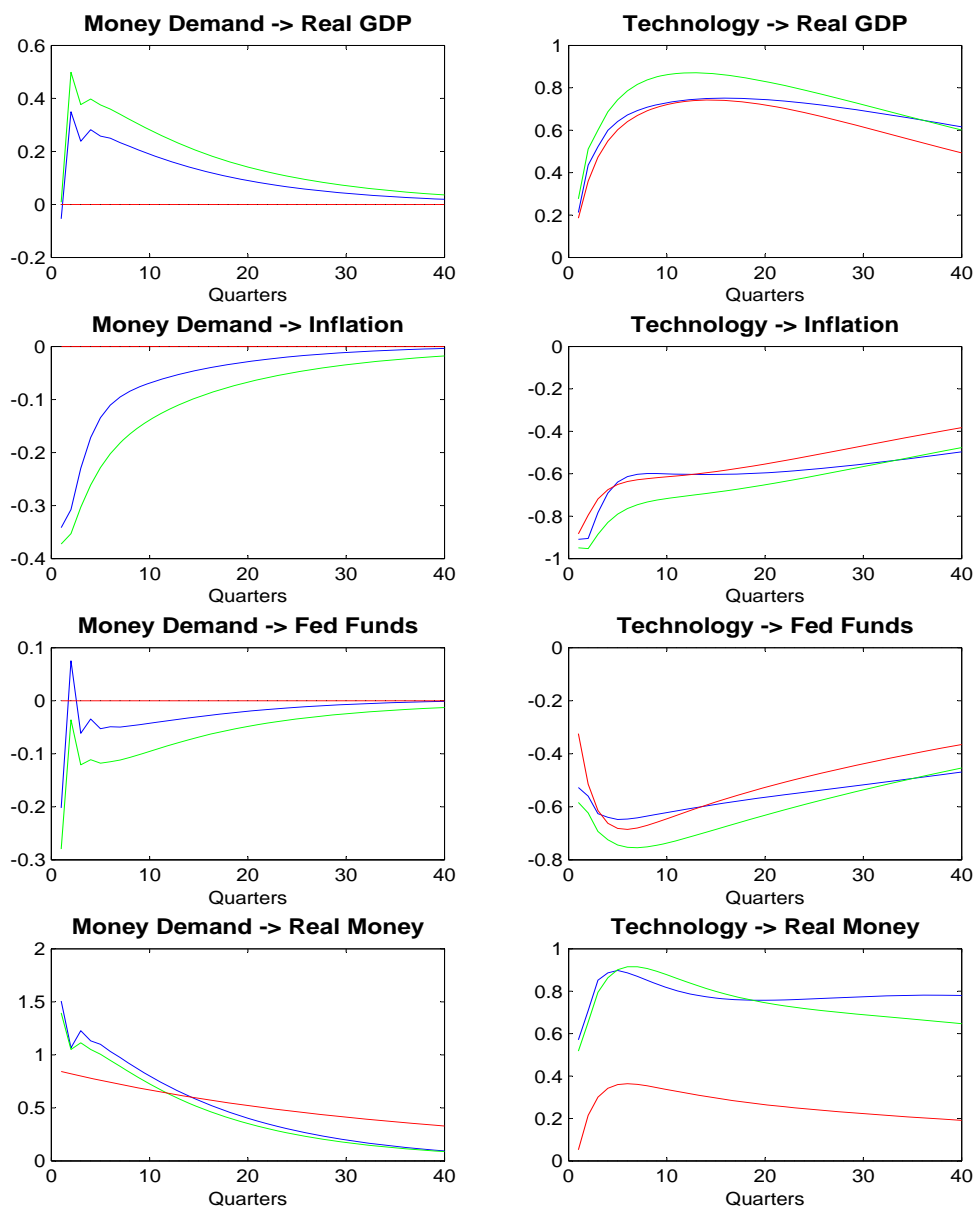 Money Demand -> Real GDP
0.6
0.4
0.2
0
-0.2
0 10 20 30 40
Quarters
Technology -> Real GDP
1
0.8
0.6
0.4
0.2
0
0 10 20 30 40
Quarters
Money Demand -> Inflation
0
-0.1
-0.2
-0.3
-0.4
0 10 20 30 40
Quarters
Technology -> Inflation
0
-0.2
-0.4
-0.6
-0.8
-1
0 10 20 30 40
Quarters
Money Demand -> Fed Funds
0.1
0
-0.1
-0.2
-0.3
0 10 20 30 40
Quarters
Technology -> Fed Funds
0
-0.2
-0.4
-0.6
-0.8
0 10 20 30 40
Quarters
Money Demand -> Real Money
2
1.5
1
0.5
0
0 10 20 30 40
Quarters
Technology -> Real Money
1
0.8
0.6
0.4
0.2
0
0 10 20 30 40
Quarters